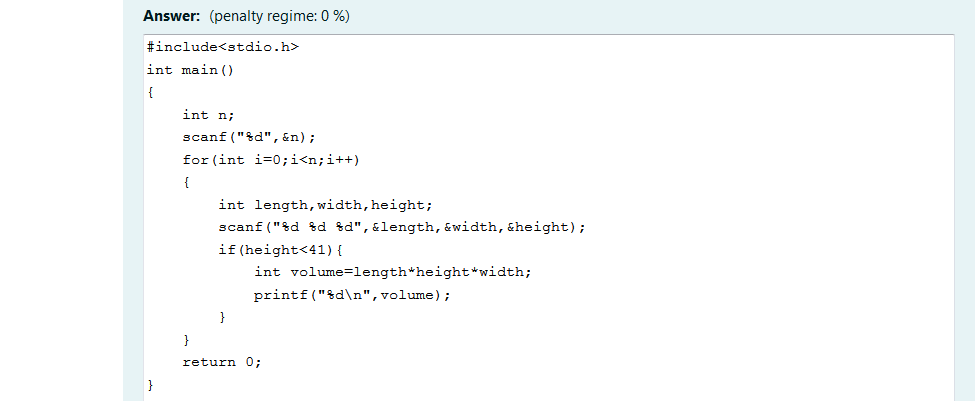 Answer: (penalty regime: 0 %)
#include<stdio.h>
int main()
{
    int n;
    scanf("%d",&n);
    for(int i=0;i<n;i++)
    {
        int length,width,height;
        scanf("%d %d %d",&length,&width,&height);
        if(height<41){
            int volume=length*height*width;
            printf("%d\n",volume);
        }
    }
    return 0;
}